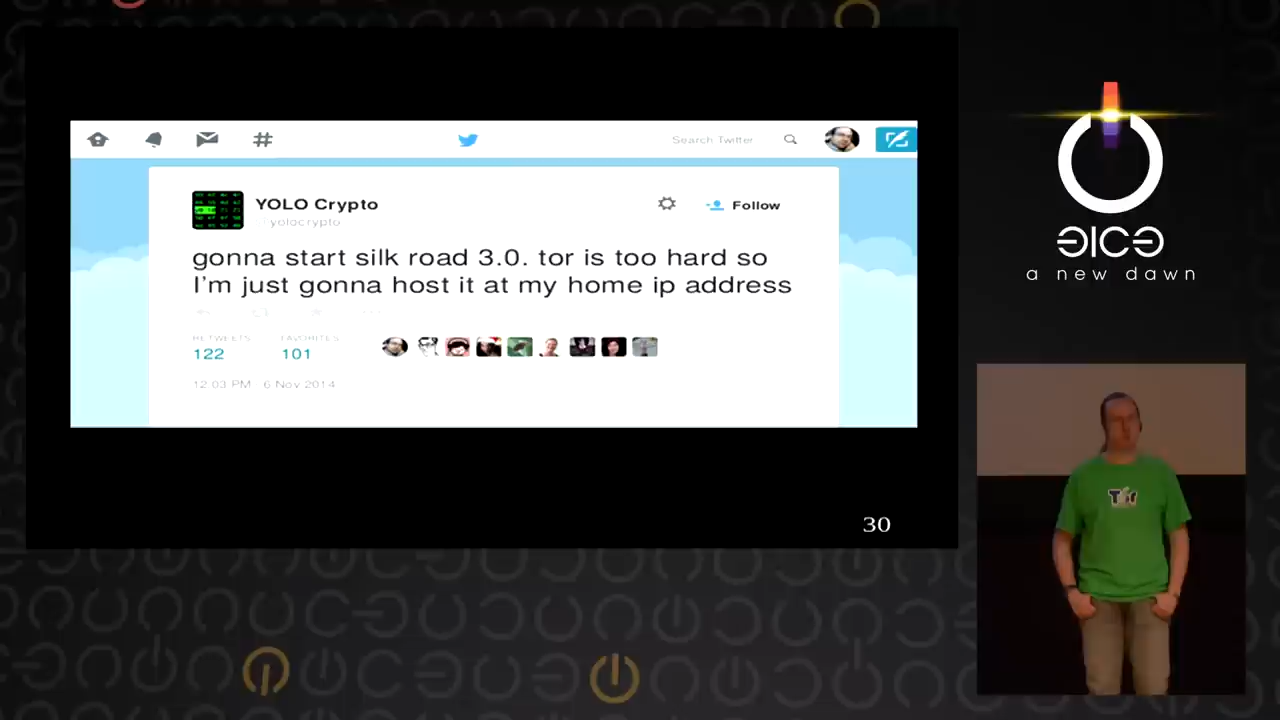 Search Twitter
YOLO Crypto
yolocrypto
Follow
gonna start silk road 3.0. tor is too hard so
I'm just gonna host it at my home ip address
RETWEETS
FAVORITES
122
101
12:03 PM 6 Nov 2014
30
a new dawn
Tor